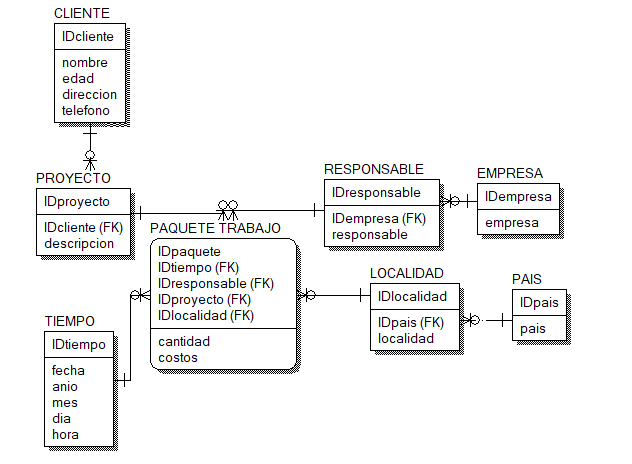 CLIENTE
IDcliente
nombre
edad
direccion
telefono
PROYECTO
IDproyecto
IDcliente (FK)
descripcion
RESPONSABLE
IDresponsable
IDempresa (FK)
responsable
EMPRESA
IDempresa
empresa
PAQUETE TRABAJO
IDpaquete
IDtiempo (FK)
IDresponsable (FK)
IDproyecto (FK)
IDlocalidad (FK)
cantidad
costos
LOCALIDAD
IDlocalidad
IDpais (FK)
localidad
PAIS
IDpais
pais
TIEMPO
IDtiempo
fecha
anio
mes
dia
hora